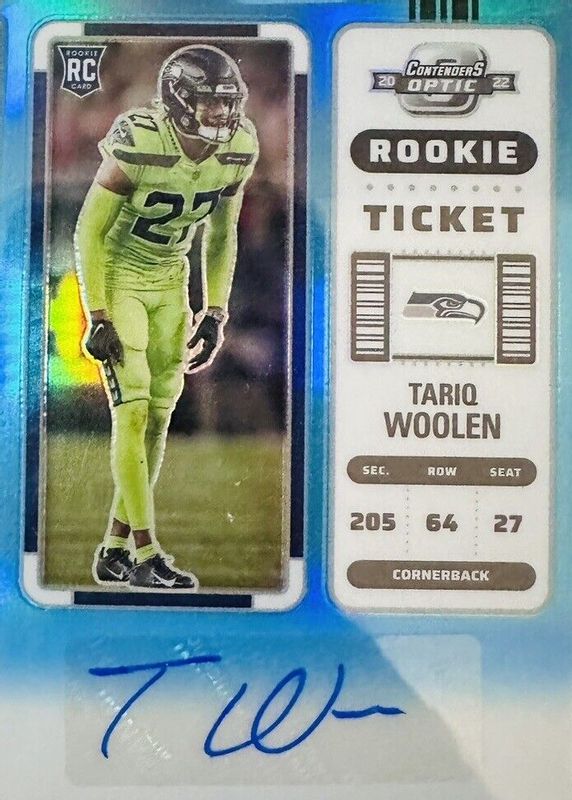 ROOKIE
RC
CARD
27
20 CONTENDERS 22
OPTIC
ROOKIE
TICKET
TARIQ
WOOLEN
SEC. ROW SEAT
205 64 27
CORNERBACK
T W